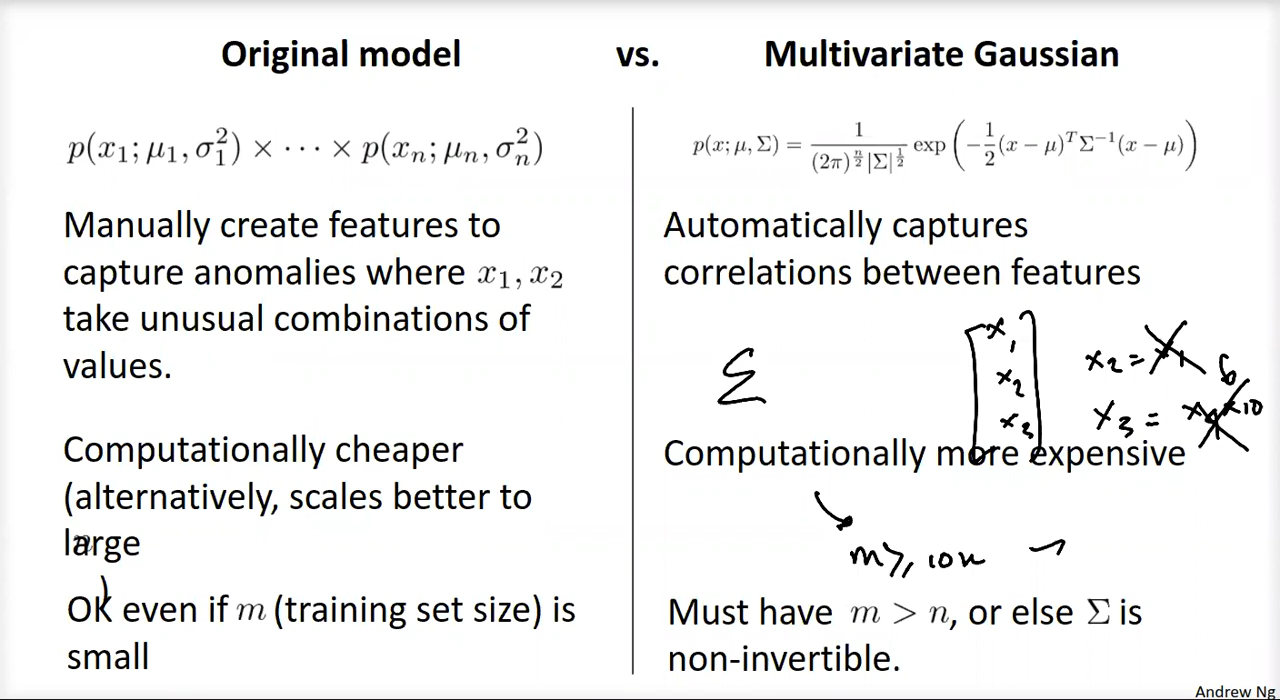 Original model vs. Multivariate Gaussian
p(x₁; μ₁, σ₁²) × ··· × p(xₙ; μₙ, σₙ²)
Manually create features to
capture anomalies where x₁, x₂
take unusual combinations of
values.
Computationally cheaper
(alternatively, scales better to
large n
)
OK even if m (training set size) is
small
p(x; μ, Σ) = 1 / ((2π)^(n/2) |Σ|^(1/2)) exp(−1/2 (x − μ)ᵀ Σ⁻¹ (x − μ))
Automatically captures
correlations between features
Σ
x₁
x₂
x₃
x₂ =
x₃ =
Computationally more expensive
m ≥ 10n
Must have m > n, or else Σ is
non-invertible.
Andrew Ng